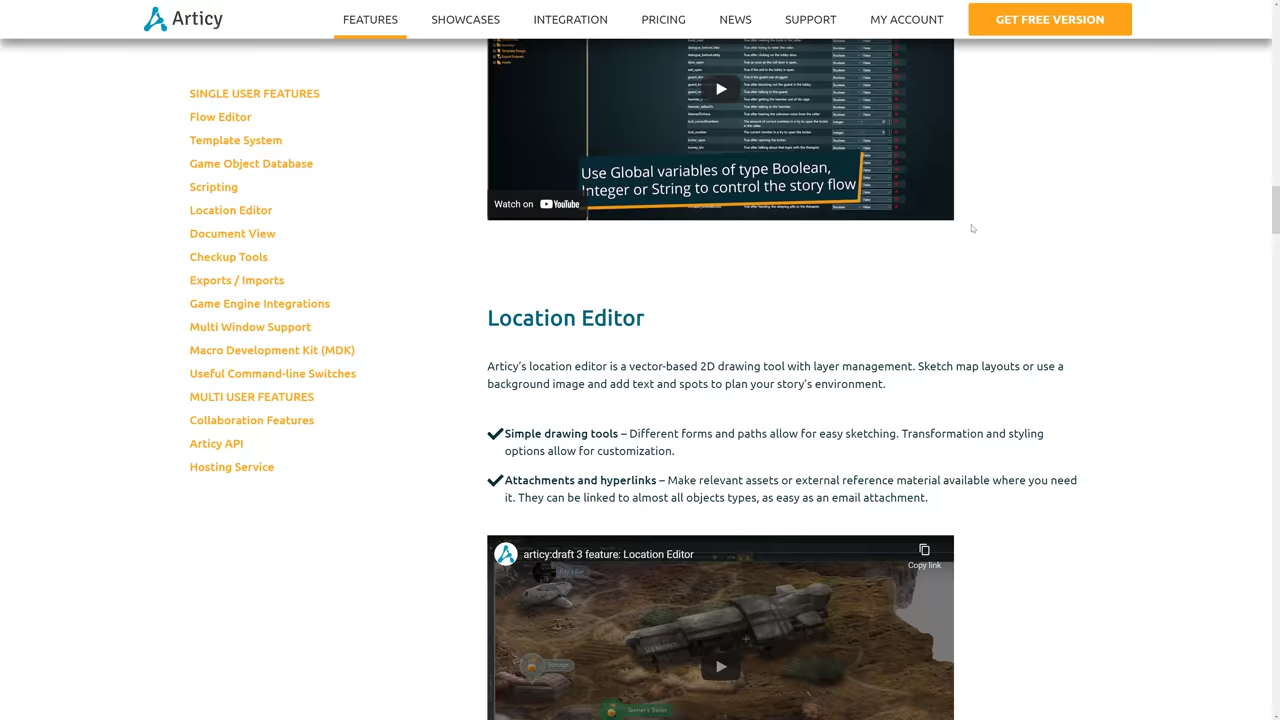 Articy
FEATURES
SHOWCASES
INTEGRATION
PRICING
NEWS
SUPPORT
MY ACCOUNT
GET FREE VERSION
SINGLE USER FEATURES
Flow Editor
Template System
Game Object Database
Scripting
Location Editor
Document View
Checkup Tools
Exports / Imports
Game Engine Integrations
Multi Window Support
Macro Development Kit (MDK)
Useful Command-line Switches
MULTI USER FEATURES
Collaboration Features
Articy API
Hosting Service
Use Global variables of type Boolean,
Integer or String to control the story flow
Watch on YouTube
Location Editor
Articy’s location editor is a vector-based 2D drawing tool with layer management. Sketch map layouts or use a
background image and add text and spots to plan your story’s environment.
Simple drawing tools – Different forms and paths allow for easy sketching. Transformation and styling
options allow for customization.
Attachments and hyperlinks – Make relevant assets or external reference material available where you need
it. They can be linked to almost all objects types, as easy as an email attachment.
articy:draft 3 feature: Location Editor
Copy link
Storage
Tanner's Trailer